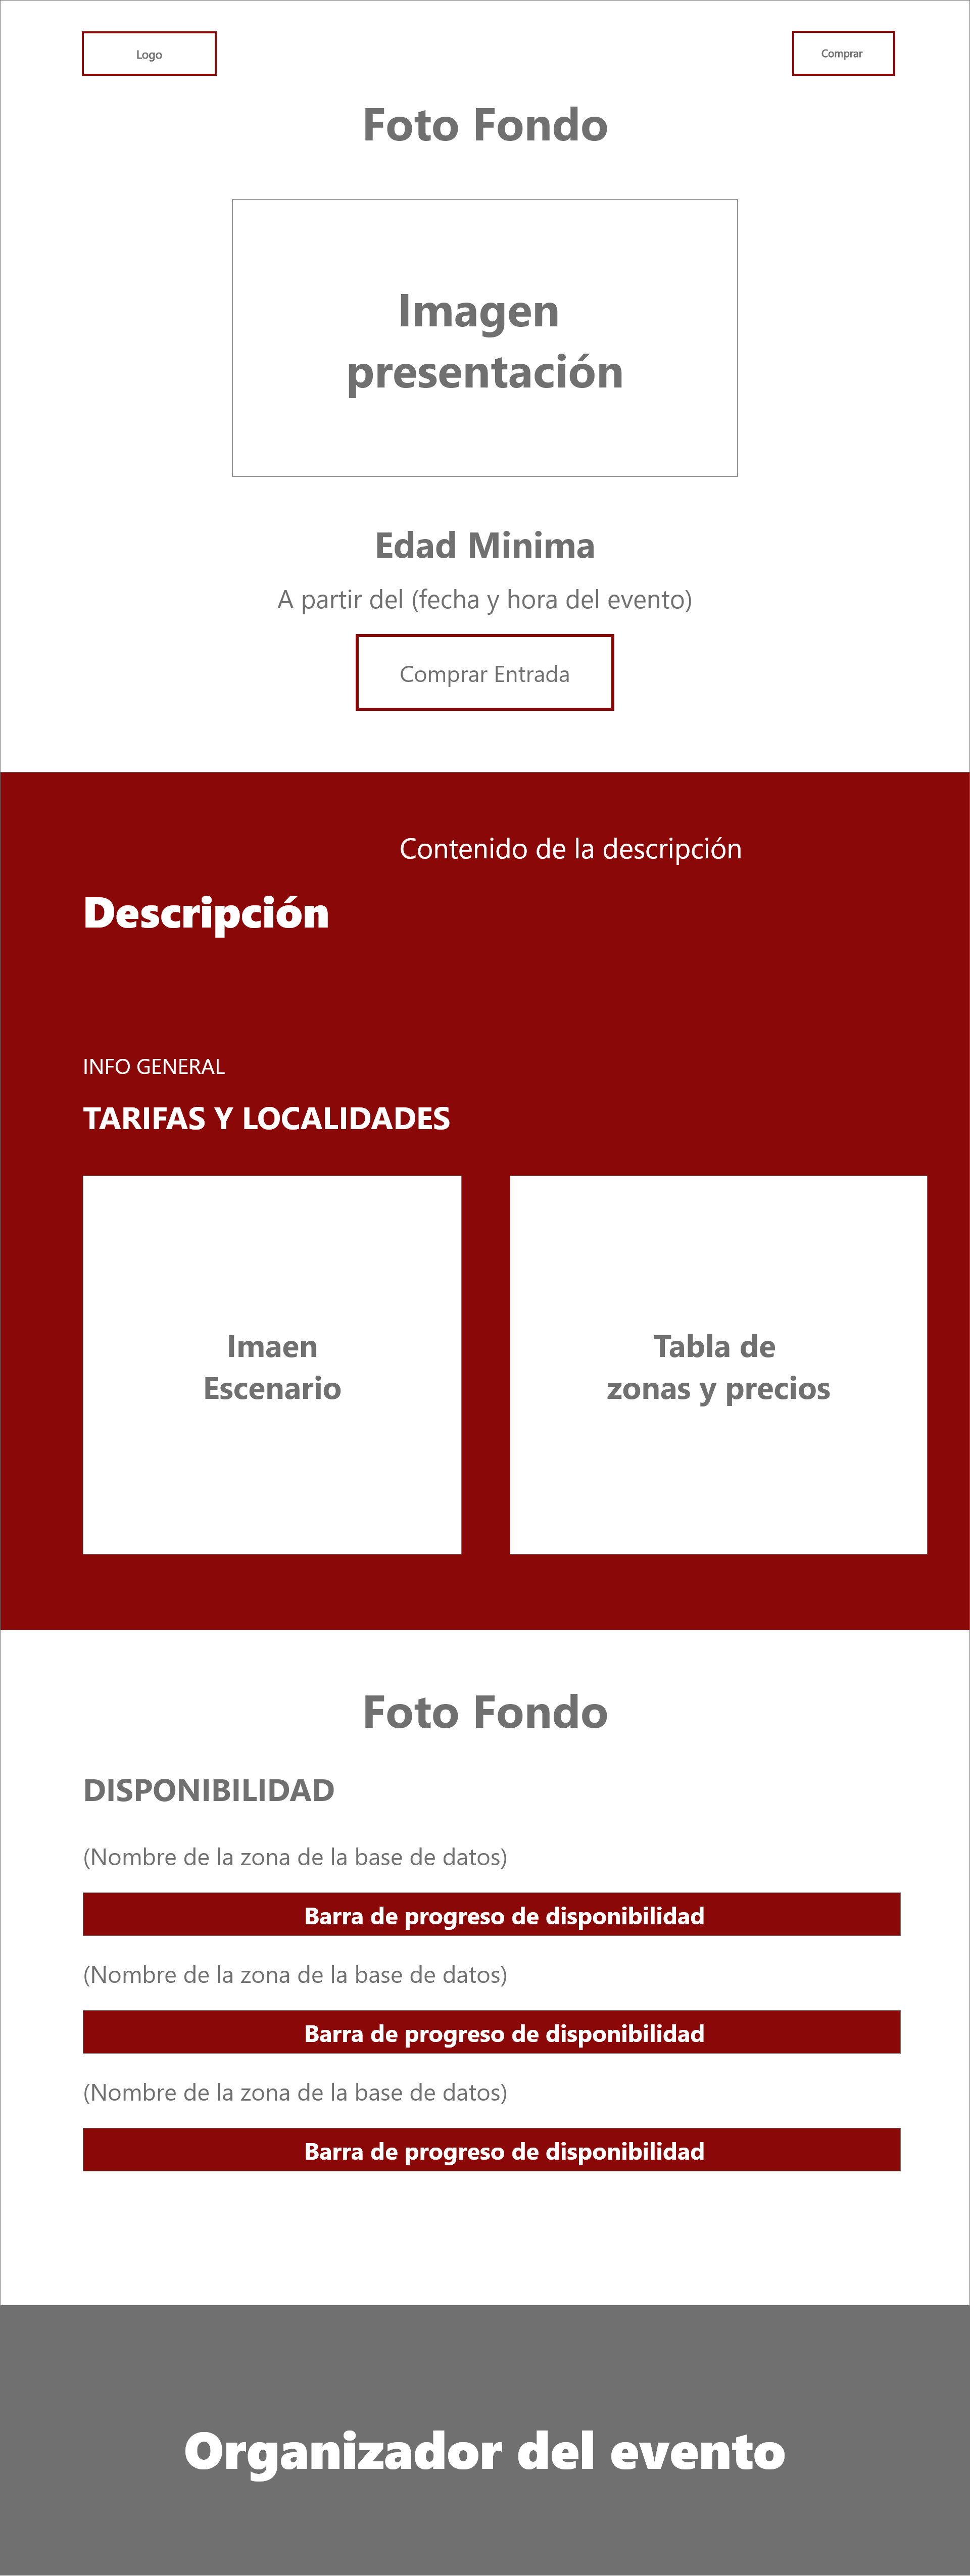 Logo
Comprar
Foto Fondo
Imagen
presentación
Edad Minima
A partir del (fecha y hora del evento)
Comprar Entrada
Contenido de la descripción
Descripción
INFO GENERAL
TARIFAS Y LOCALIDADES
Imaen
Escenario
Tabla de
zonas y precios
Foto Fondo
DISPONIBILIDAD
(Nombre de la zona de la base de datos)
Barra de progreso de disponibilidad
(Nombre de la zona de la base de datos)
Barra de progreso de disponibilidad
(Nombre de la zona de la base de datos)
Barra de progreso de disponibilidad
Organizador del evento